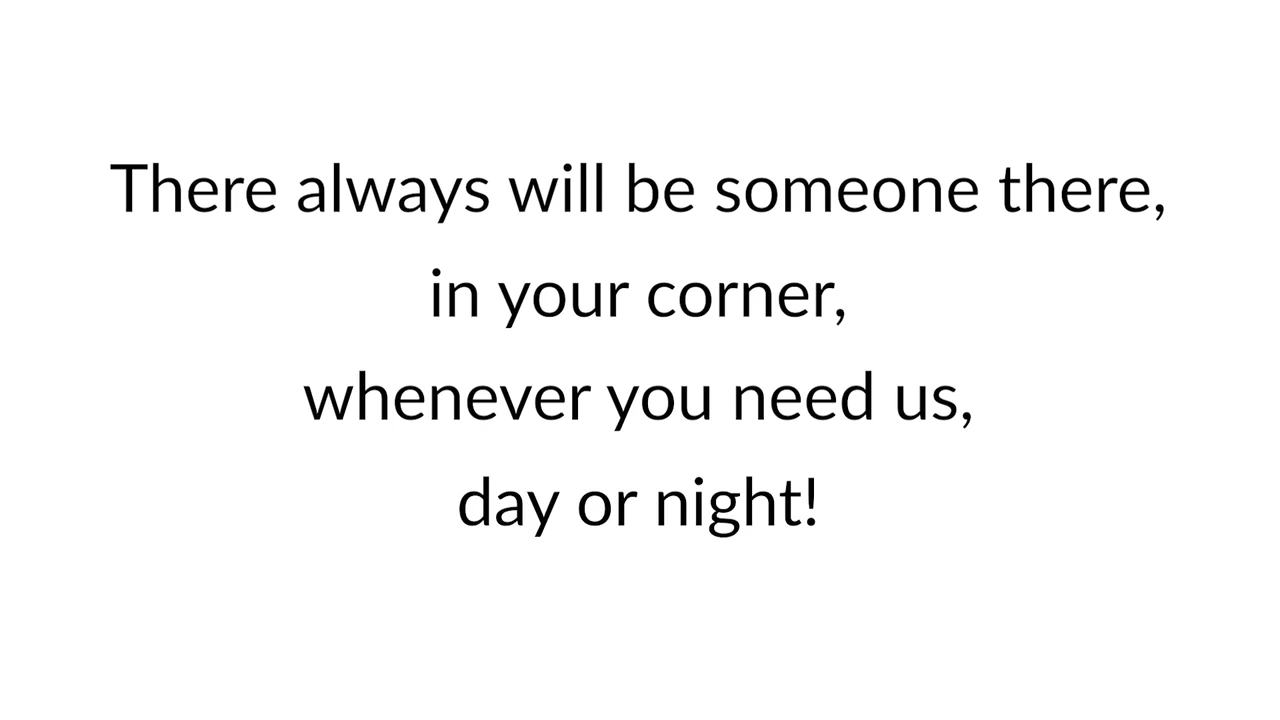 There always will be someone there,
in your corner,
whenever you need us,
day or night!